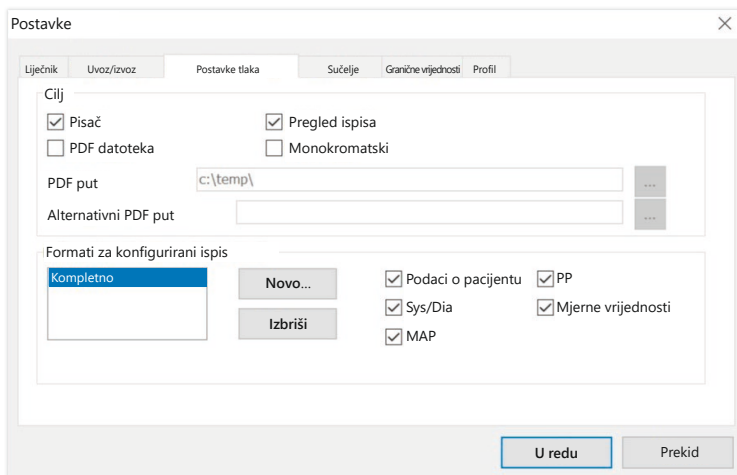 Postavke
Liječnik Uvoz/izvoz Postavke tlaka Sučelje Granične vrijednosti Profil
Cilj
Pisač Pregled ispisa
PDF datoteka Monokromatski
PDF put c:\temp\ ...
Alternativni PDF put ...
Formati za konfigurirani ispis
Kompletno Novo... Podaci o pacijentu PP
Sys/Dia Mjerne vrijednosti
Izbriši
MAP
U redu Prekid